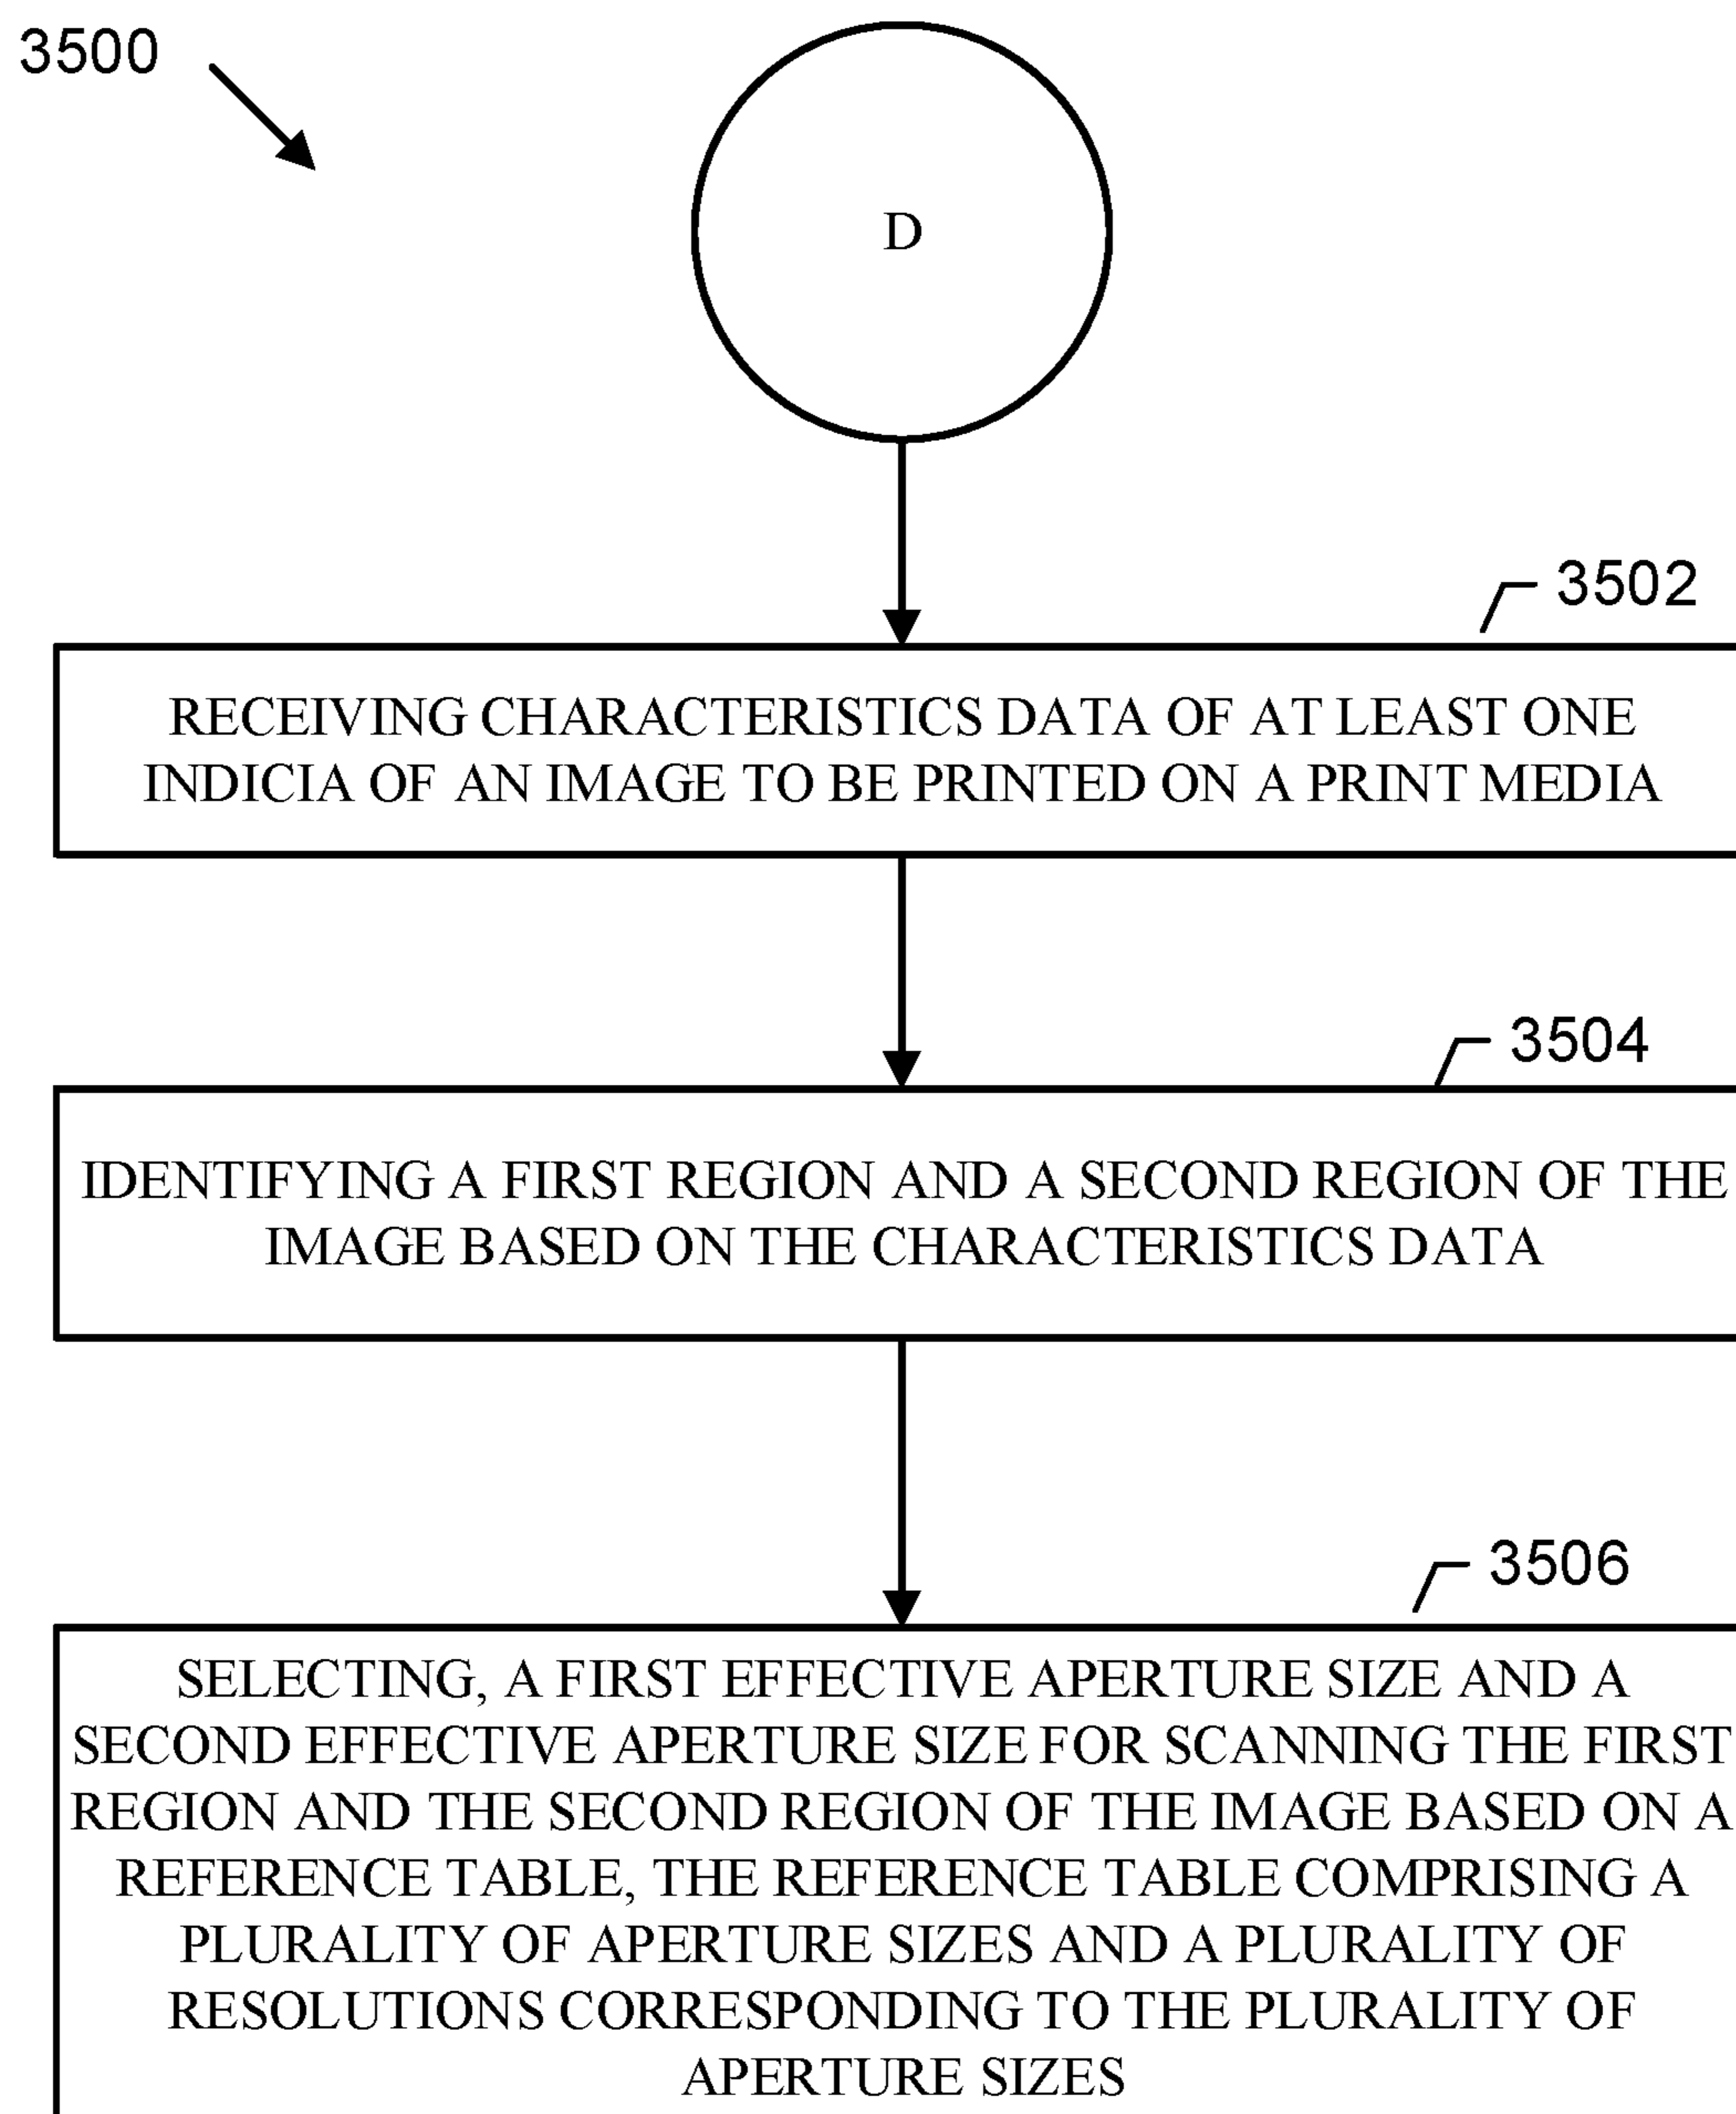 3500
D
3502
RECEIVING CHARACTERISTICS DATA OF AT LEAST ONE
INDICIA OF AN IMAGE TO BE PRINTED ON A PRINT MEDIA
3504
IDENTIFYING A FIRST REGION AND A SECOND REGION OF THE
IMAGE BASED ON THE CHARACTERISTICS DATA
3506
SELECTING, A FIRST EFFECTIVE APERTURE SIZE AND A
SECOND EFFECTIVE APERTURE SIZE FOR SCANNING THE FIRST
REGION AND THE SECOND REGION OF THE IMAGE BASED ON A
REFERENCE TABLE, THE REFERENCE TABLE COMPRISING A
PLURALITY OF APERTURE SIZES AND A PLURALITY OF
RESOLUTIONS CORRESPONDING TO THE PLURALITY OF
APERTURE SIZES